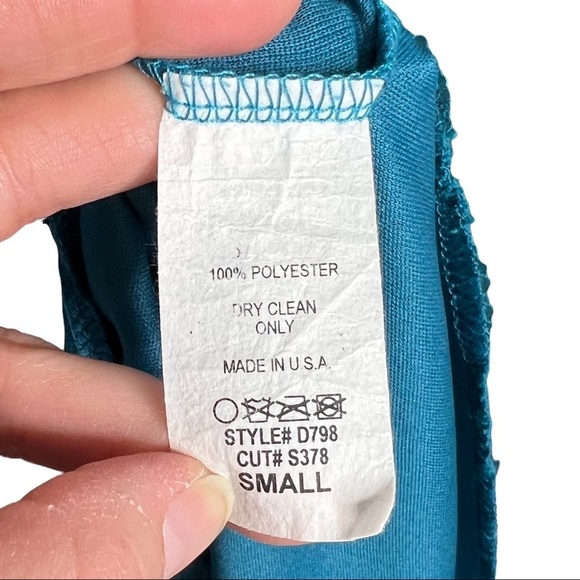 100% POLYESTER
DRY CLEAN
ONLY
MADE IN U.S.A.
STYLE# D798
CUT# S378
SMALL